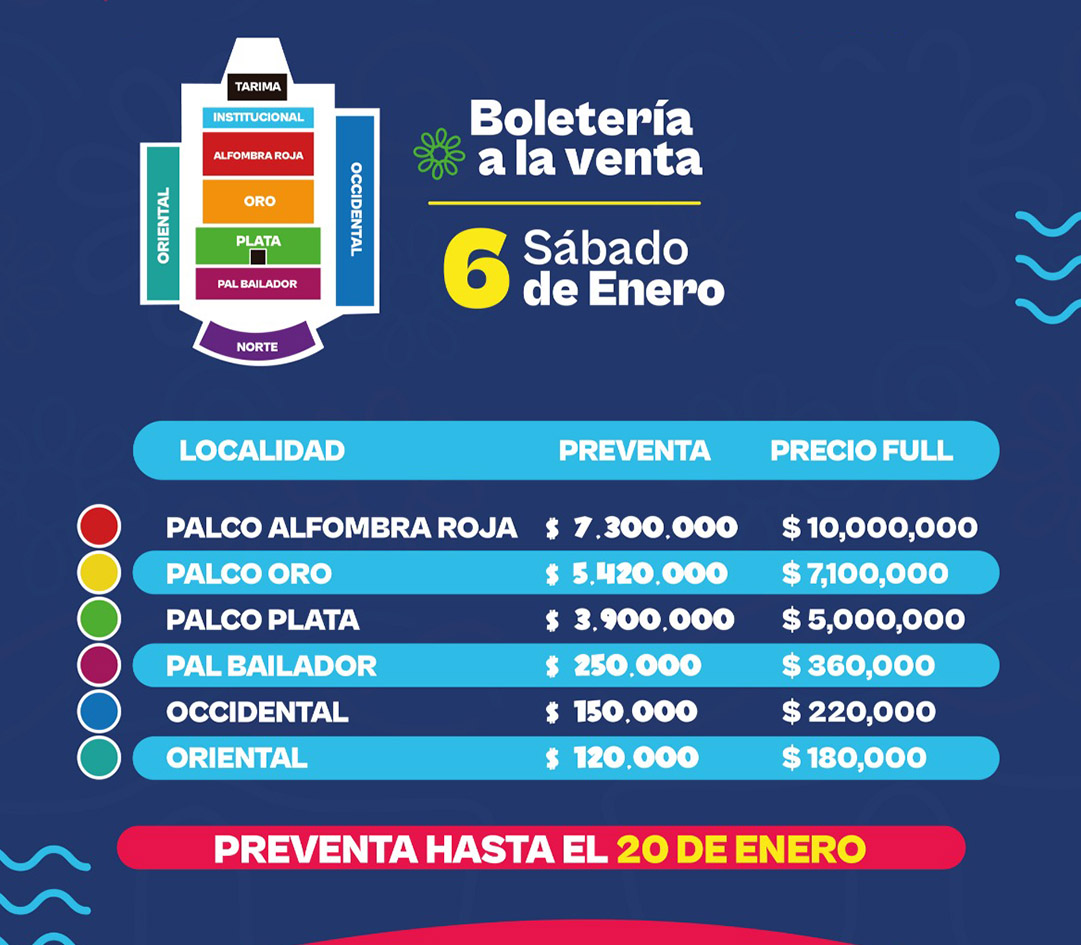 TARIMA
INSTITUCIONAL
ALFOMBRA ROJA
ORO
PLATA
PAL BAILADOR
NORTE
ORIENTAL
OCCIDENTAL
Boletería
a la venta
6 Sábado
de Enero
LOCALIDAD PREVENTA PRECIO FULL
PALCO ALFOMBRA ROJA $ 7.300.000 $ 10,000,000
PALCO ORO $ 5.420.000 $ 7,100,000
PALCO PLATA $ 3.900.000 $ 5,000,000
PAL BAILADOR $ 250.000 $ 360,000
OCCIDENTAL $ 150.000 $ 220,000
ORIENTAL $ 120.000 $ 180,000
PREVENTA HASTA EL 20 DE ENERO